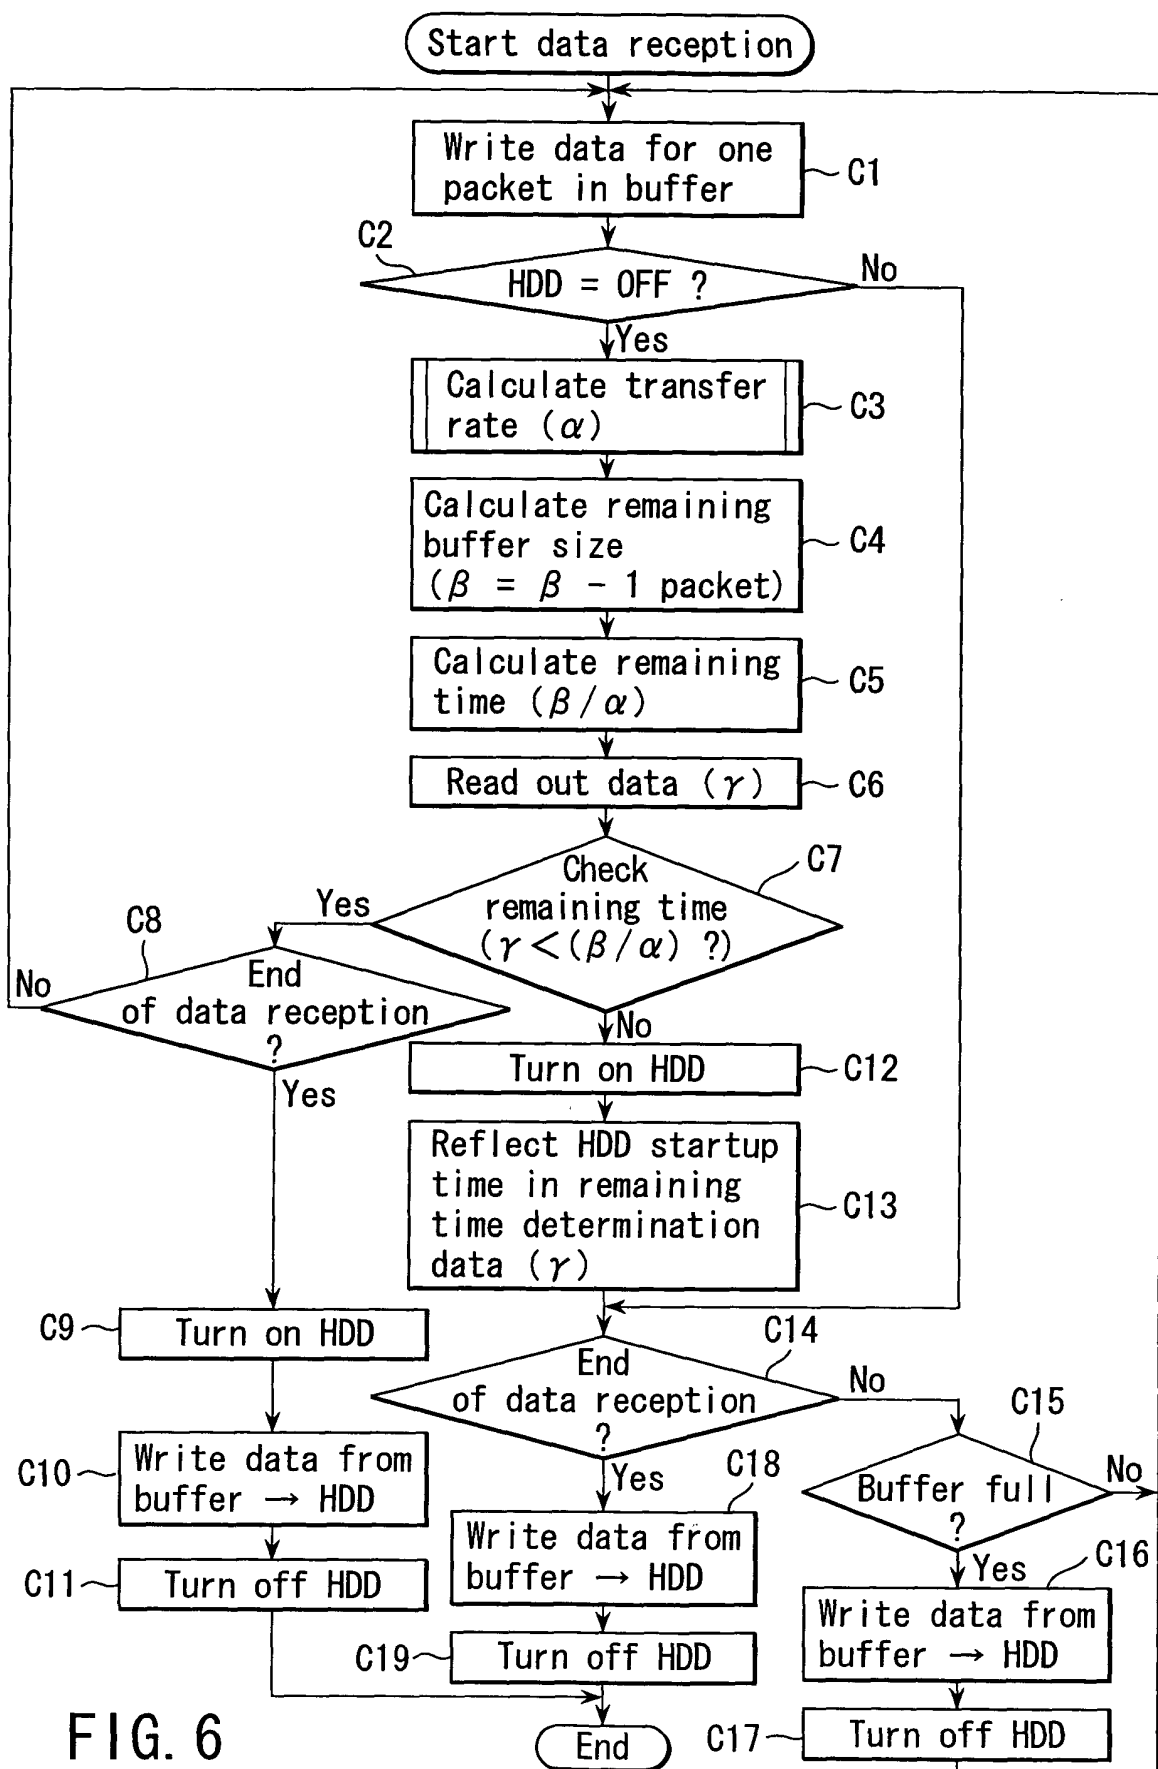 Start data reception
Write data for one
packet in buffer
C1
C2
HDD = OFF ?
No
Yes
Calculate transfer
rate (α)
C3
Calculate remaining
buffer size
(β = β - 1 packet)
C4
Calculate remaining
time (β/α)
C5
Read out data (γ)
C6
C7
Check
remaining time
(γ<(β/α) ?)
Yes
C8
End
of data reception
?
No
Yes
No
Turn on HDD
C12
Reflect HDD startup
time in remaining
time determination
data (γ)
C13
C9
Turn on HDD
C14
End
of data reception
?
No
C15
Buffer full
?
No
C10
Write data from
buffer → HDD
Yes
C18
Write data from
buffer → HDD
Yes
C16
Write data from
buffer → HDD
C11
Turn off HDD
C19
Turn off HDD
C17
Turn off HDD
End
FIG. 6